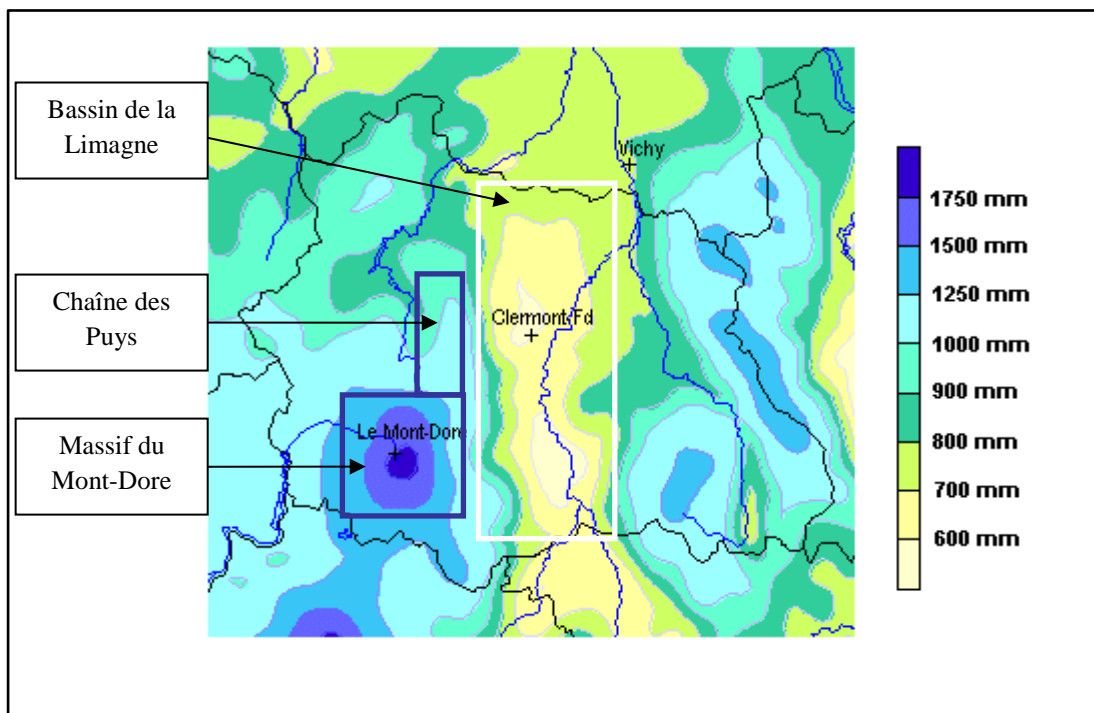 Bassin de la
Limagne
Chaîne des
Puys
Massif du
Mont-Dore
Vichy
Clermont-Fd
Le Mont-Dore
1750 mm
1500 mm
1250 mm
1000 mm
900 mm
800 mm
700 mm
600 mm